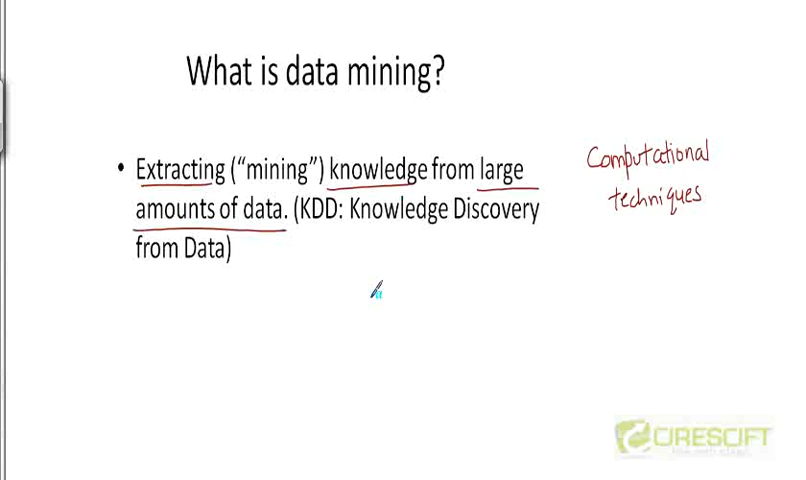 What is data mining?
• Extracting (“mining”) knowledge from large
amounts of data. (KDD: Knowledge Discovery
from Data)
Computational
techniques
CIRESCIFT